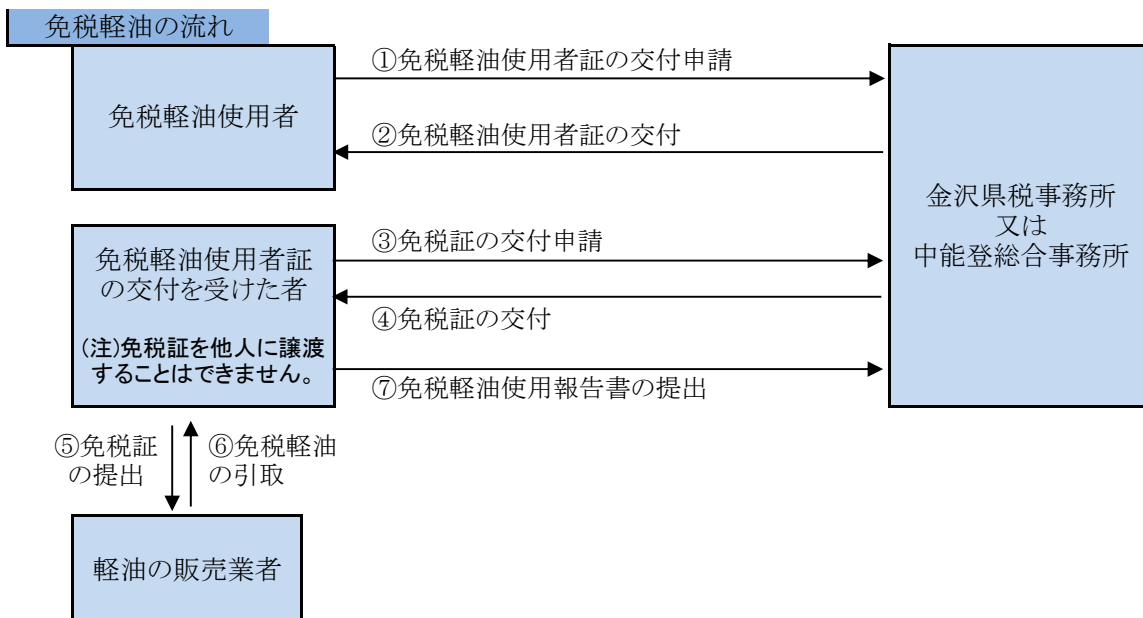 免税軽油の流れ
①免税軽油使用者証の交付申請
免税軽油使用者
②免税軽油使用者証の交付
金沢県税事務所
又は
中能登総合事務所
③免税証の交付申請
免税軽油使用者証
の交付を受けた者
④免税証の交付
(注)免税証を他人に譲渡
することはできません。
⑦免税軽油使用報告書の提出
⑤免税証
の提出
⑥免税軽油
の引取
軽油の販売業者